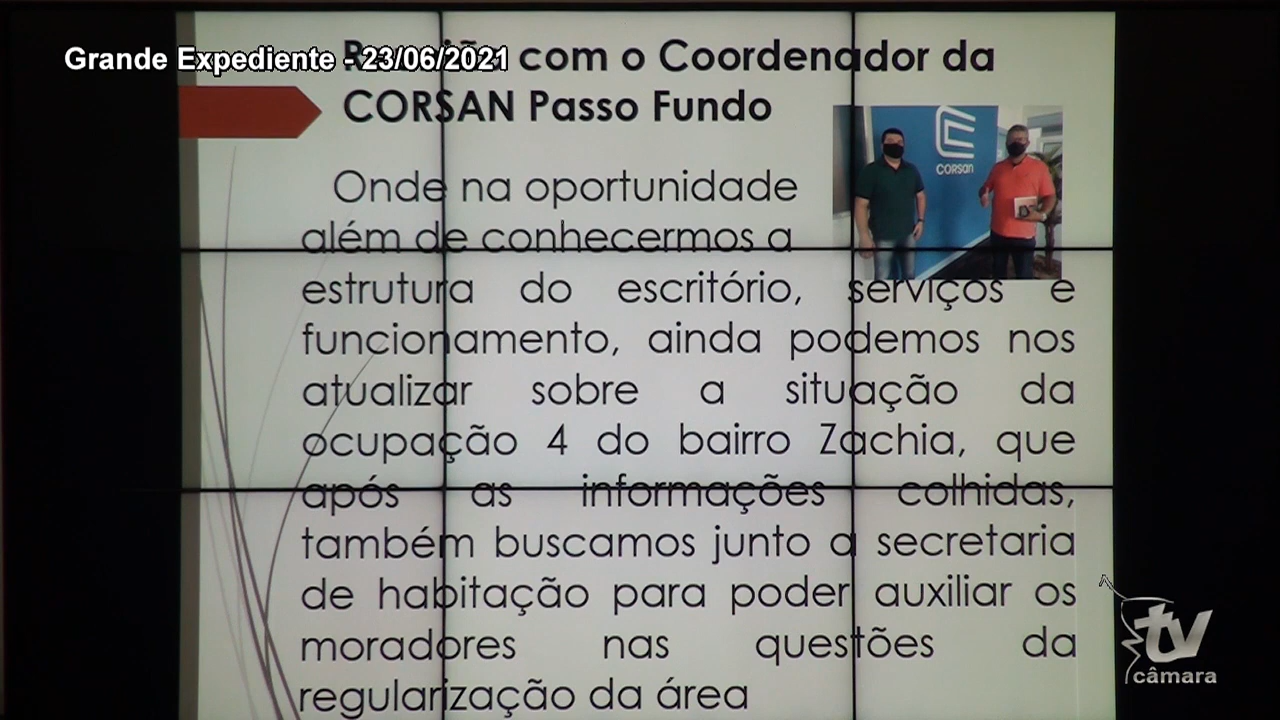 Grande Expediente - 23/06/2021
com o Coordenador da
CORSAN Passo Fundo
CORSan
Onde na oportunidade
além de conhecermos a
estrutura do escritório, serviços e
funcionamento, ainda podemos nos
atualizar sobre a situação da
ocupação 4 do bairro Zachia, que
após as informações colhidas,
também buscamos junto a secretaria
de habitação para poder auxiliar os
moradores nas questões da
regularização da área
tv
câmara